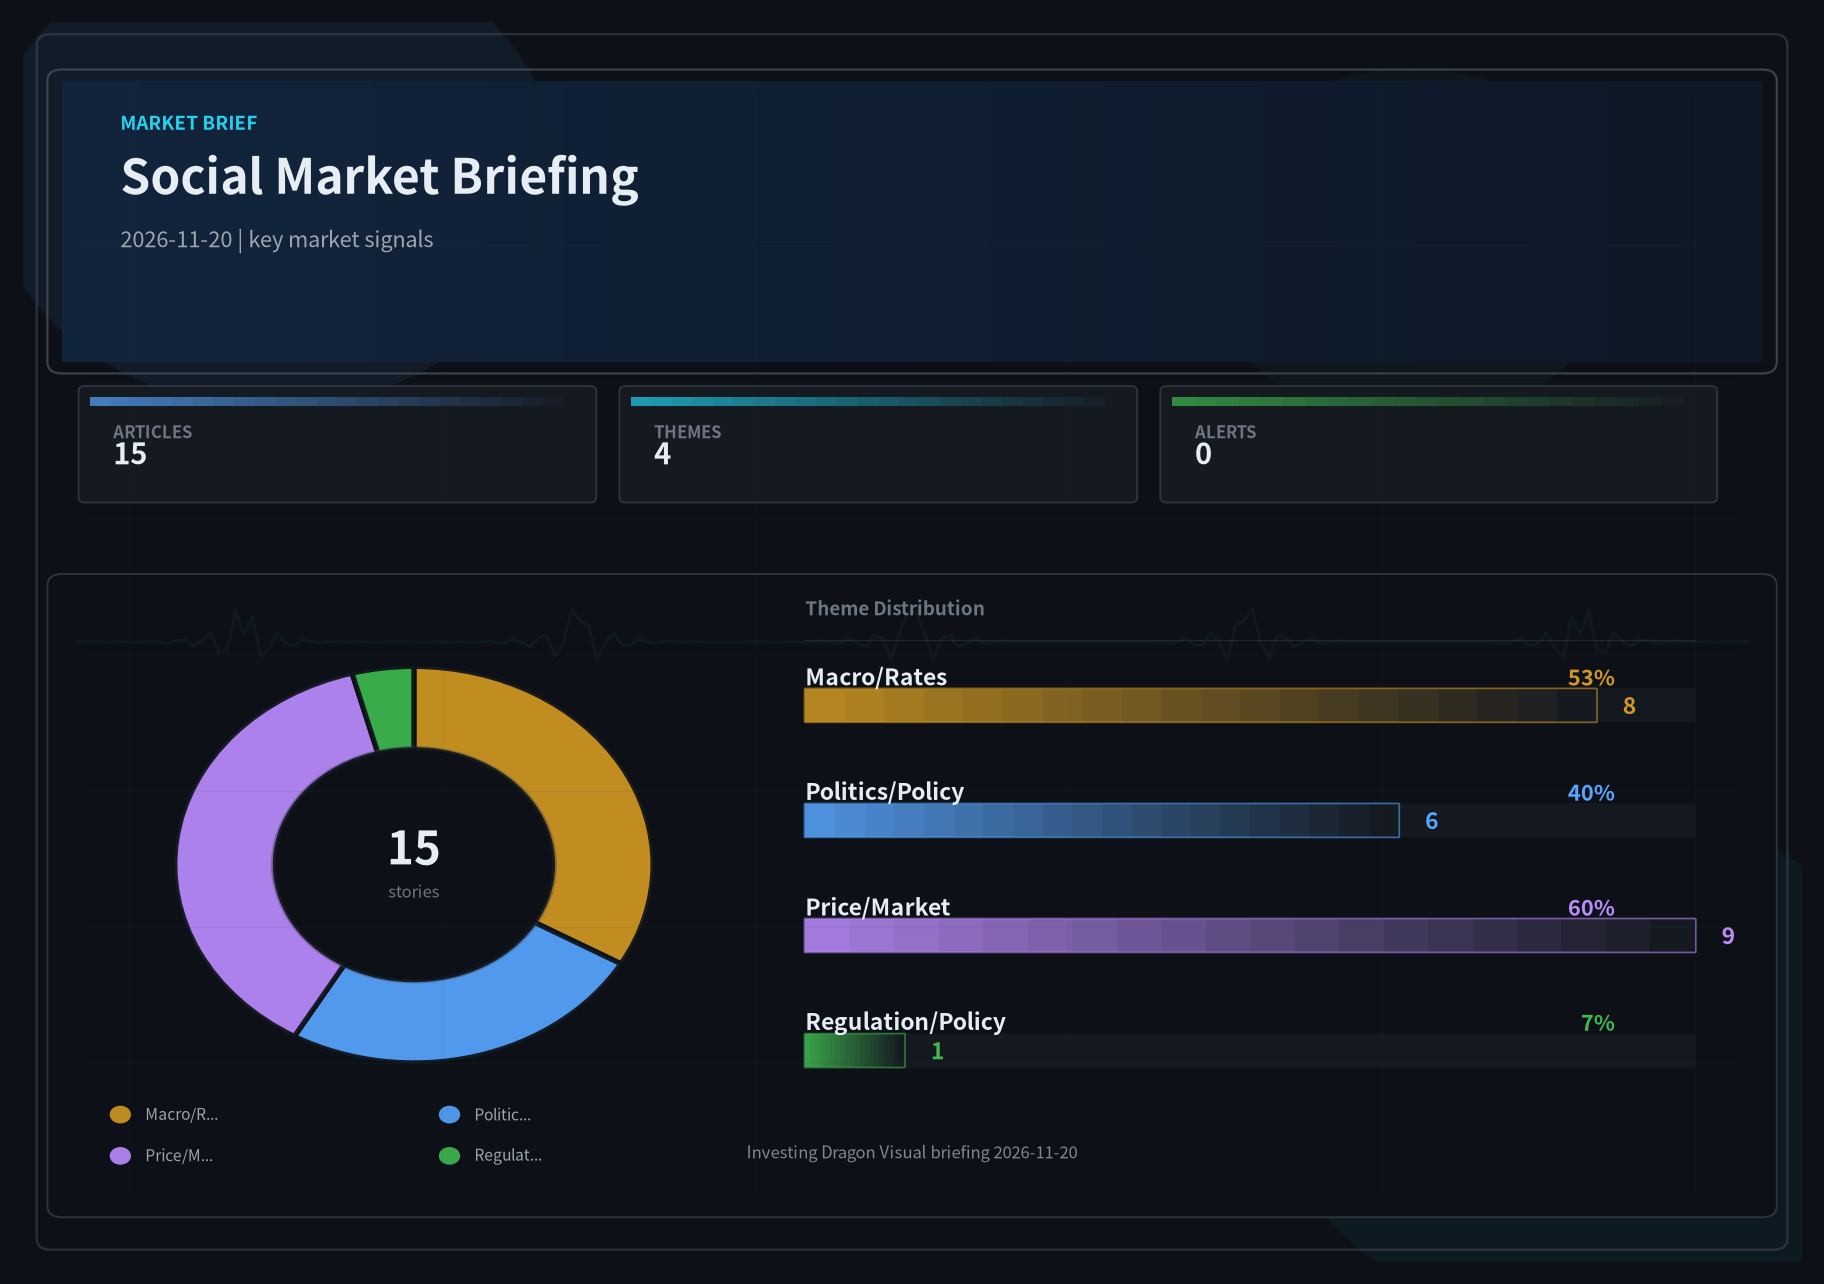 MARKET BRIEF
Social Market Briefing
2026-11-20 | key market signals
ARTICLES
15
THEMES
4
ALERTS
0
Theme Distribution
Macro/Rates
53%
8
Politics/Policy
40%
6
Price/Market
60%
9
Regulation/Policy
7%
1
15
stories
Macro/R...
Politic...
Price/M...
Regulat...
Investing Dragon Visual briefing 2026-11-20